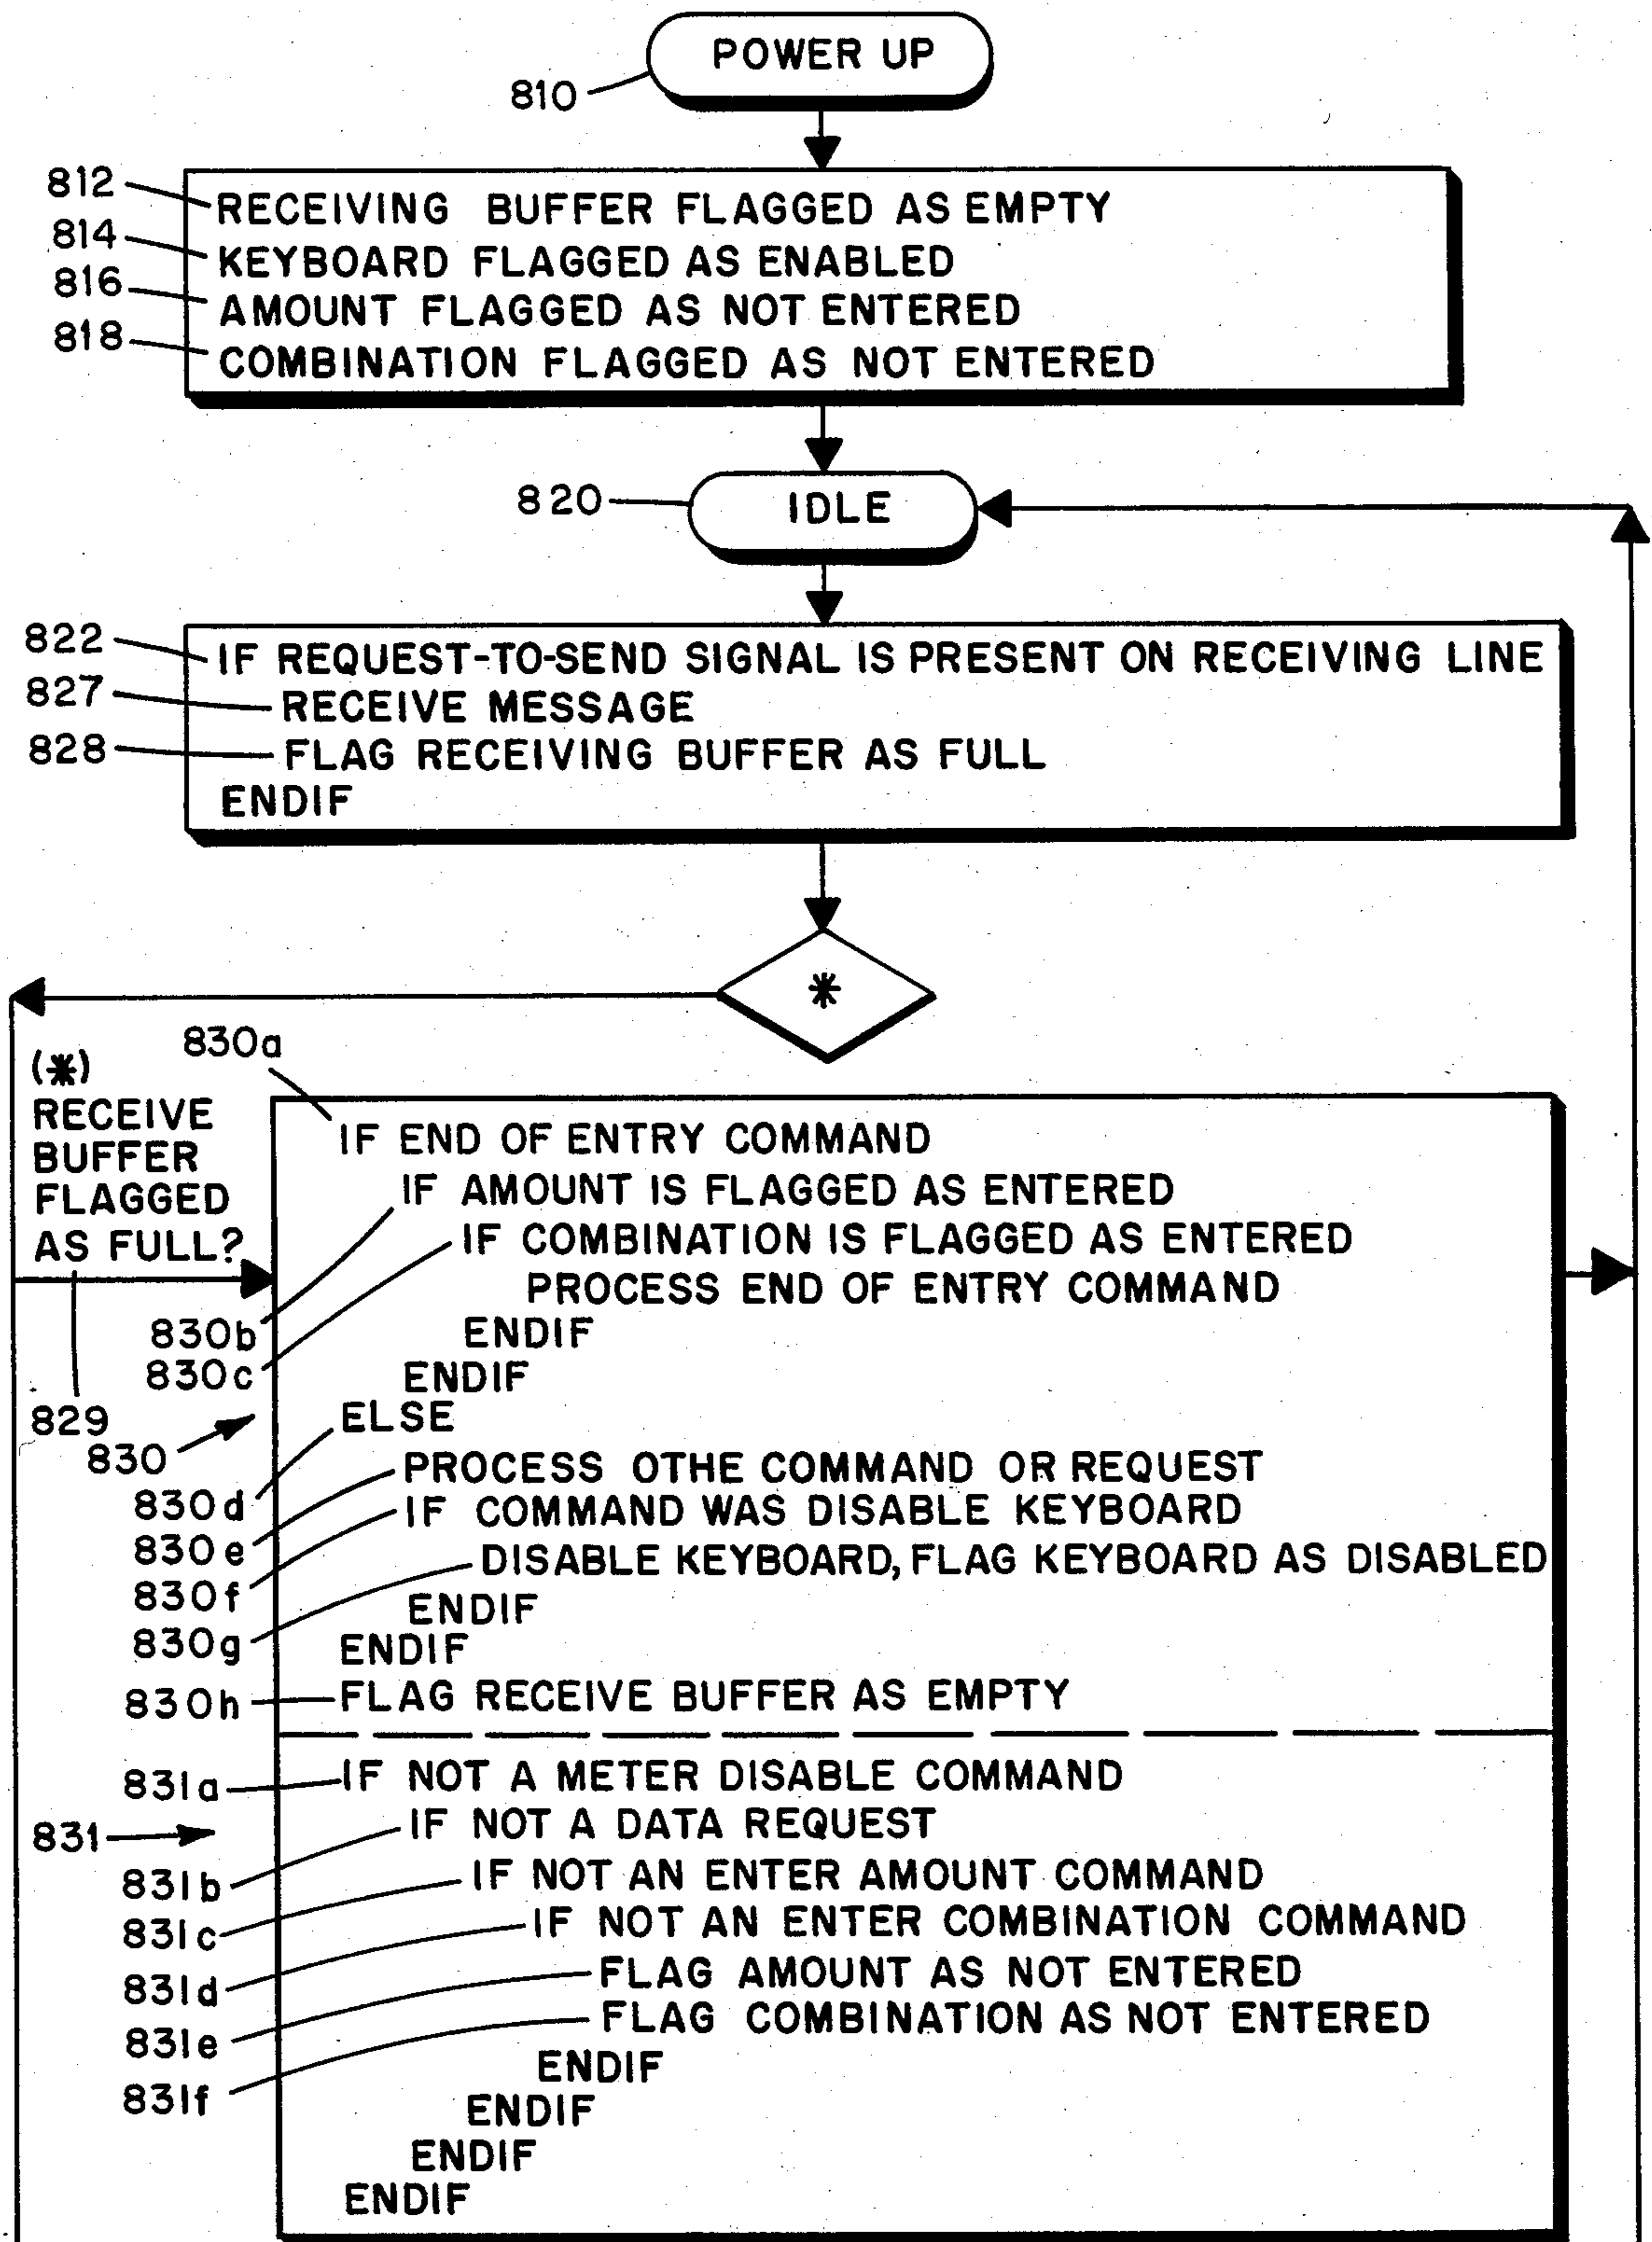 POWER UP
810
812
RECEIVING BUFFER FLAGGED AS EMPTY
814
KEYBOARD FLAGGED AS ENABLED
816
AMOUNT FLAGGED AS NOT ENTERED
818
COMBINATION FLAGGED AS NOT ENTERED
820
IDLE
822
IF REQUEST-TO-SEND SIGNAL IS PRESENT ON RECEIVING LINE
827
RECEIVE MESSAGE
828
FLAG RECEIVING BUFFER AS FULL
ENDIF
*
(*)
RECEIVE
BUFFER
FLAGGED
AS FULL?
829
830a
IF END OF ENTRY COMMAND
IF AMOUNT IS FLAGGED AS ENTERED
IF COMBINATION IS FLAGGED AS ENTERED
PROCESS END OF ENTRY COMMAND
830b
ENDIF
830c
ENDIF
830
ELSE
830d
PROCESS OTHE COMMAND OR REQUEST
830e
IF COMMAND WAS DISABLE KEYBOARD
830f
DISABLE KEYBOARD, FLAG KEYBOARD AS DISABLED
830g
ENDIF
ENDIF
830h
FLAG RECEIVE BUFFER AS EMPTY
831a
IF NOT A METER DISABLE COMMAND
831
IF NOT A DATA REQUEST
831b
IF NOT AN ENTER AMOUNT COMMAND
831c
IF NOT AN ENTER COMBINATION COMMAND
831d
FLAG AMOUNT AS NOT ENTERED
831e
FLAG COMBINATION AS NOT ENTERED
831f
ENDIF
ENDIF
ENDIF
ENDIF